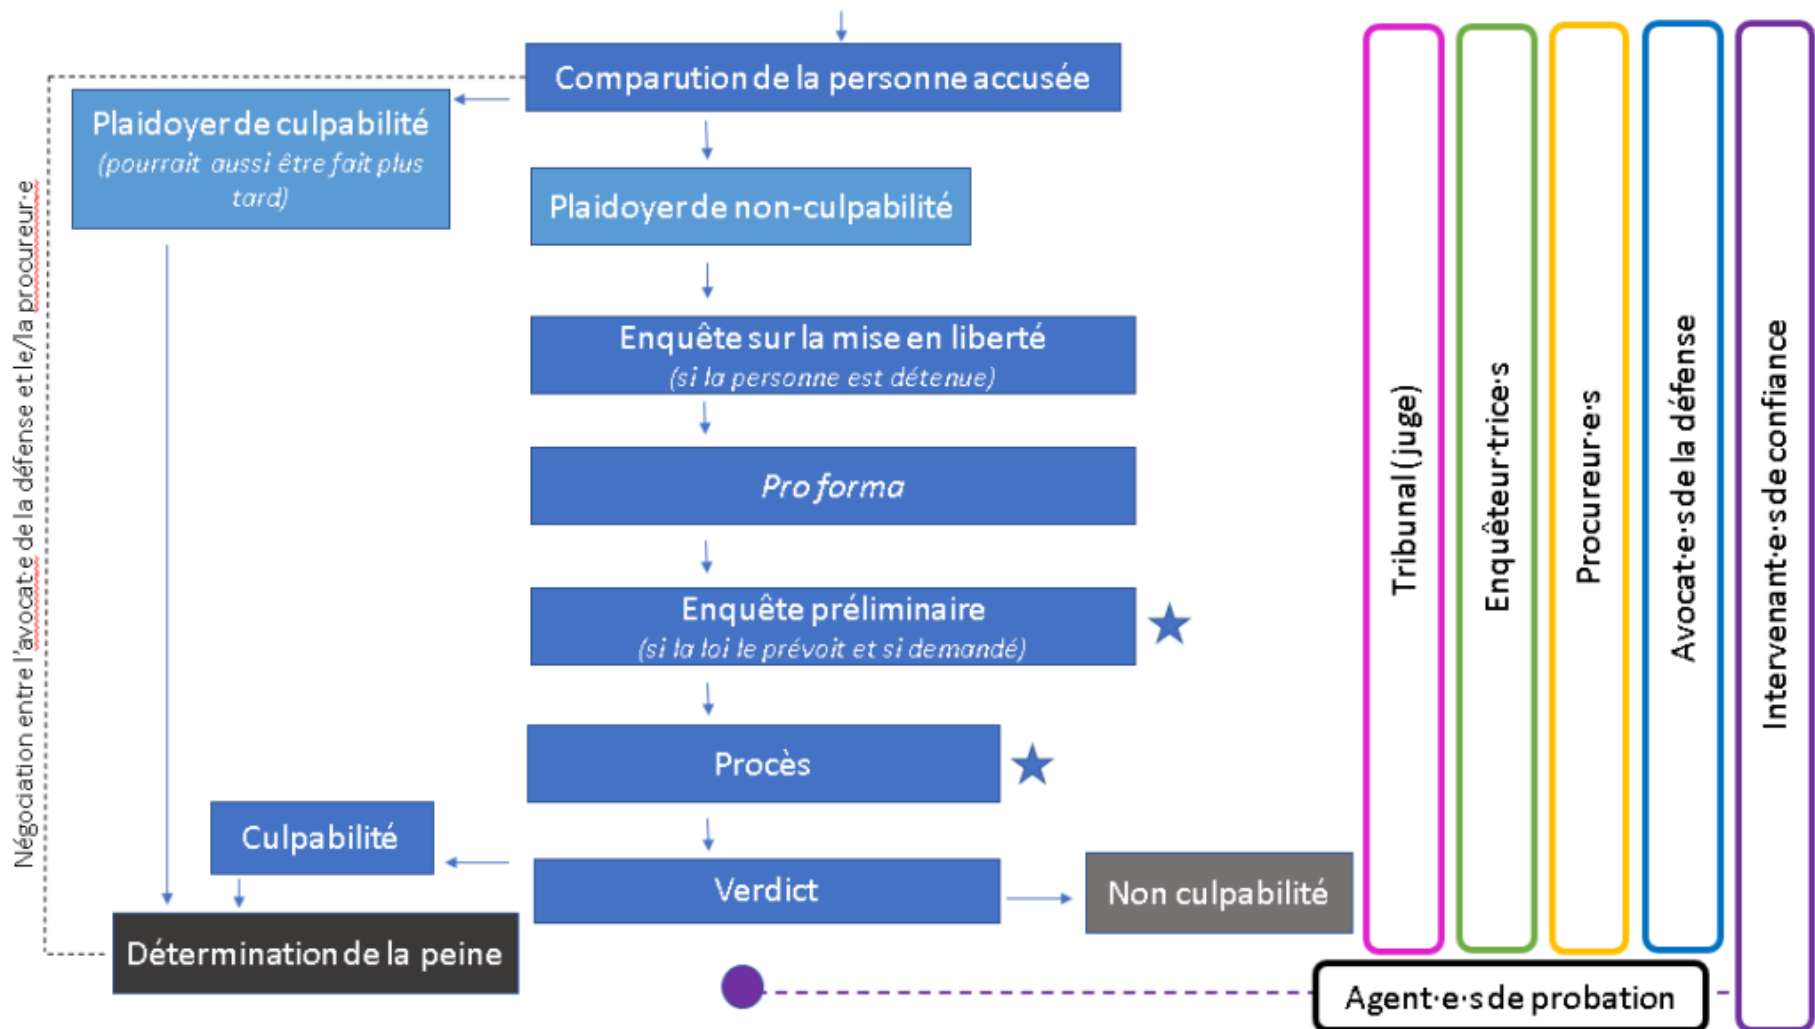 Comparution de la personne accusée
Plaidoyer de culpabilité
(pourrait aussi être fait plus
tard)
Plaidoyer de non-culpabilité
Enquête sur la mise en liberté
(si la personne est détenue)
Pro forma
Enquête préliminaire
(si la loi le prévoit et si demandé)
Procès
Culpabilité
Verdict
Non culpabilité
Détermination de la peine
Négociation entre l'avocat·e de la défense et le/la procureur·e
Tribunal (juge)
Enquêteur·trice·s
Procureur·e·s
Avocat·e·s de la défense
Intervenant·e·s de confiance
Agent·e·s de probation